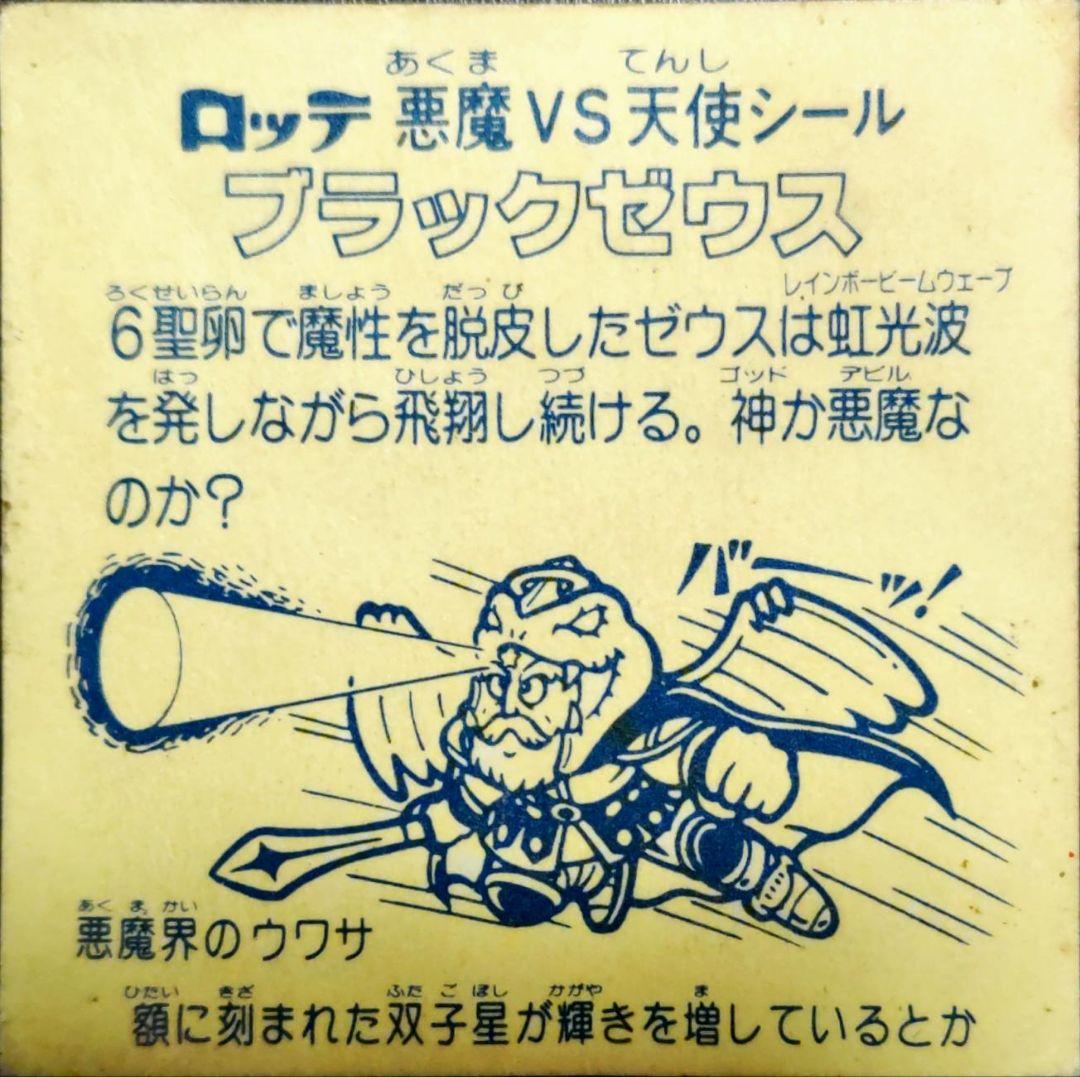 あくま てんし
ロッテ 悪魔VS天使シール
ブラックゼウス
ろくせいらん ましょう だっぴ レインボービームウェーブ
6聖卵で魔性を脱皮したゼウスは虹光波
はっ ひしょう つづ ゴッド デビル
を発しながら飛翔し続ける。神か悪魔な
のか?
バッ!
あくまかい
悪魔界のウワサ
ひたい きざ ふたごぼし かがや ま
額に刻まれた双子星が輝きを増しているとか